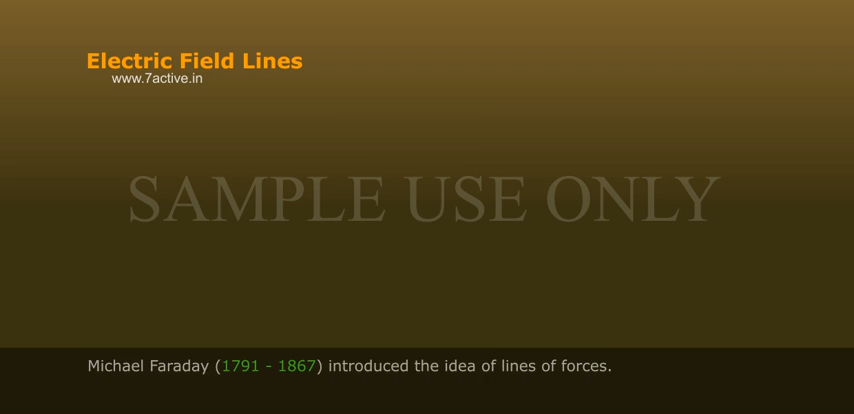 Electric Field Lines
www.7active.in
SAMPLE USE ONLY
Michael Faraday (1791 - 1867) introduced the idea of lines of forces.